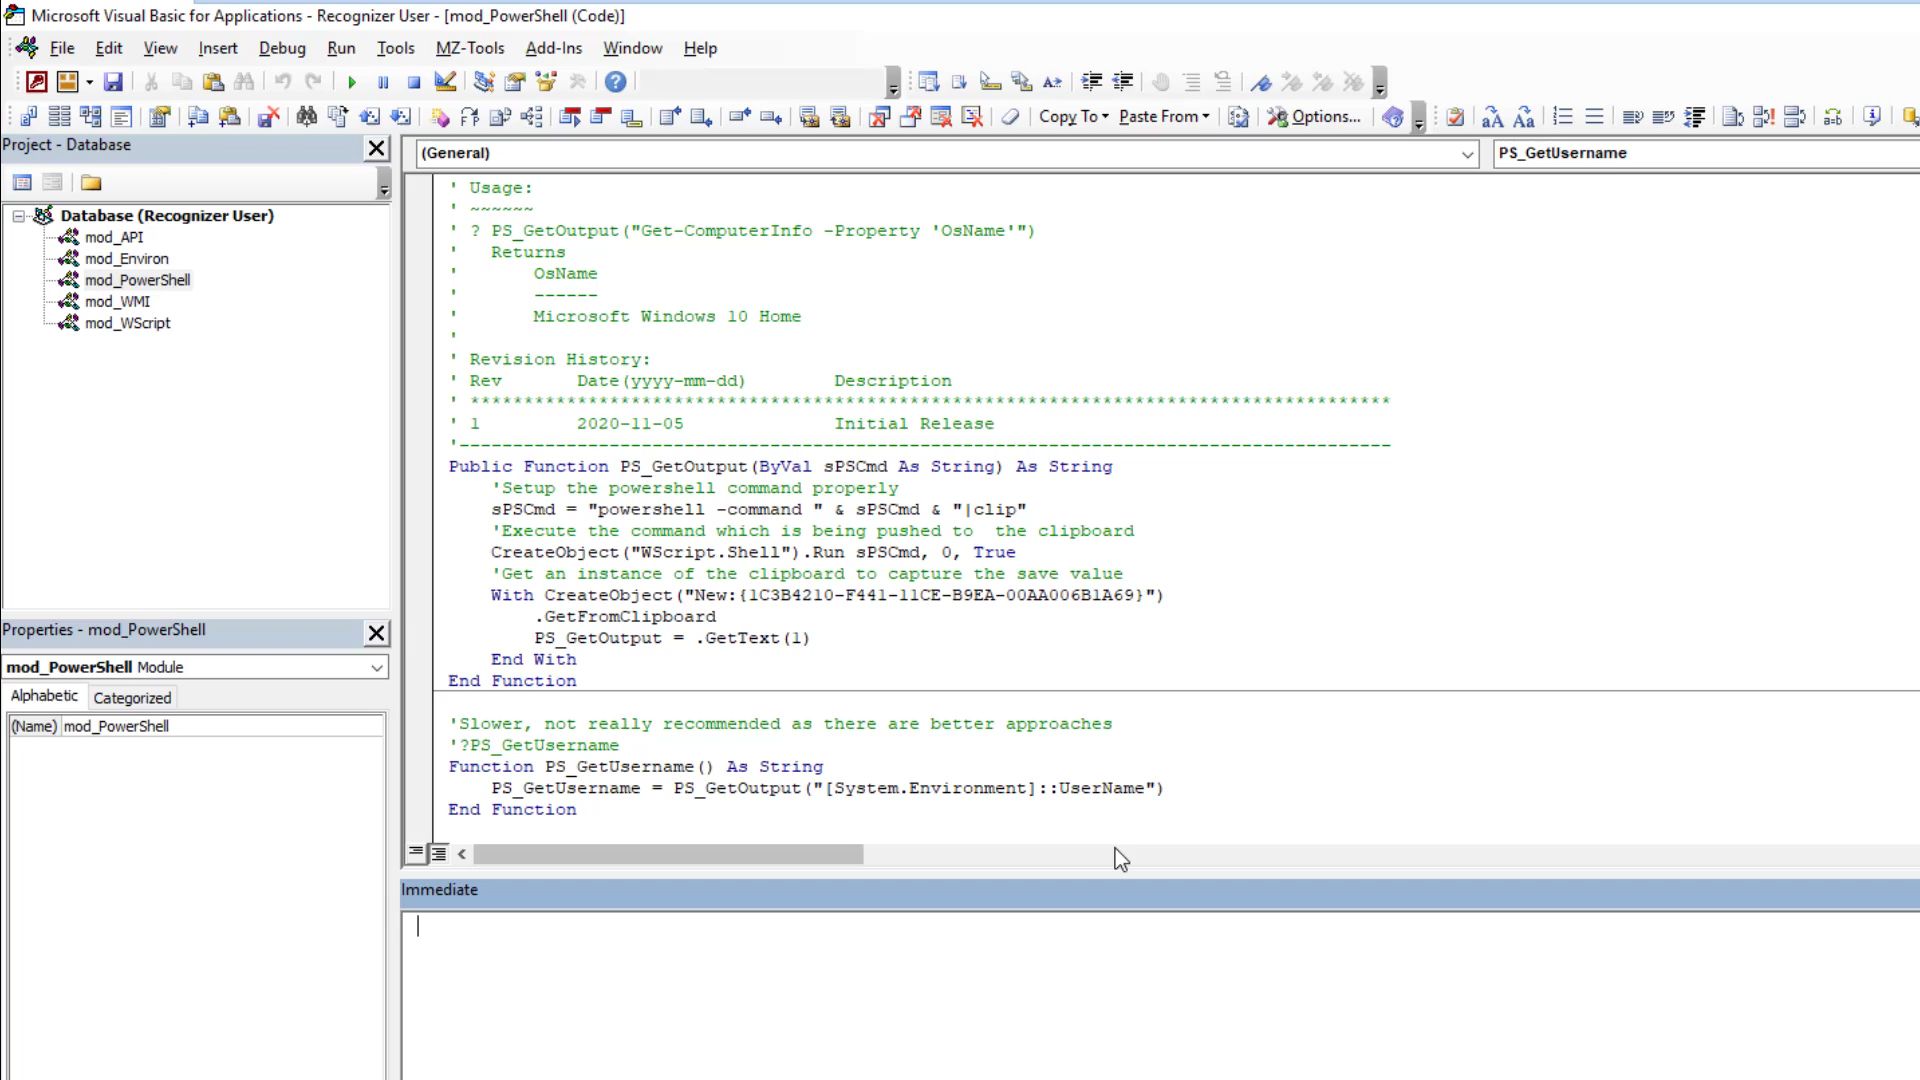 Microsoft Visual Basic for Applications - Recognizer User - [mod_PowerShell (Code)]
File Edit View Insert Debug Run Tools MZ-Tools Add-Ins Window Help
Copy To Paste From Options...
Project - Database
(General)
PS_GetUsername
Database (Recognizer User)
mod_API
mod_Environ
mod_PowerShell
mod_WMI
mod_WScript
Properties - mod_PowerShell
mod_PowerShell Module
Alphabetic Categorized
(Name) mod_PowerShell
' Usage:
' ~~~~~~
' ? PS_GetOutput("Get-ComputerInfo -Property 'OsName'")
'   Returns
'       OsName
'       ------
'       Microsoft Windows 10 Home
'
' Revision History:
' Rev       Date(yyyy-mm-dd)        Description
' **************************************************************************************
' 1         2020-11-05              Initial Release
'---------------------------------------------------------------------------------------
Public Function PS_GetOutput(ByVal sPSCmd As String) As String
    'Setup the powershell command properly
    sPSCmd = "powershell -command " & sPSCmd & "|clip"
    'Execute the command which is being pushed to  the clipboard
    CreateObject("WScript.Shell").Run sPSCmd, 0, True
    'Get an instance of the clipboard to capture the save value
    With CreateObject("New:{1C3B4210-F441-11CE-B9EA-00AA006B1A69}")
        .GetFromClipboard
        PS_GetOutput = .GetText(1)
    End With
End Function
'Slower, not really recommended as there are better approaches
'?PS_GetUsername
Function PS_GetUsername() As String
    PS_GetUsername = PS_GetOutput("[System.Environment]::UserName")
End Function
Immediate